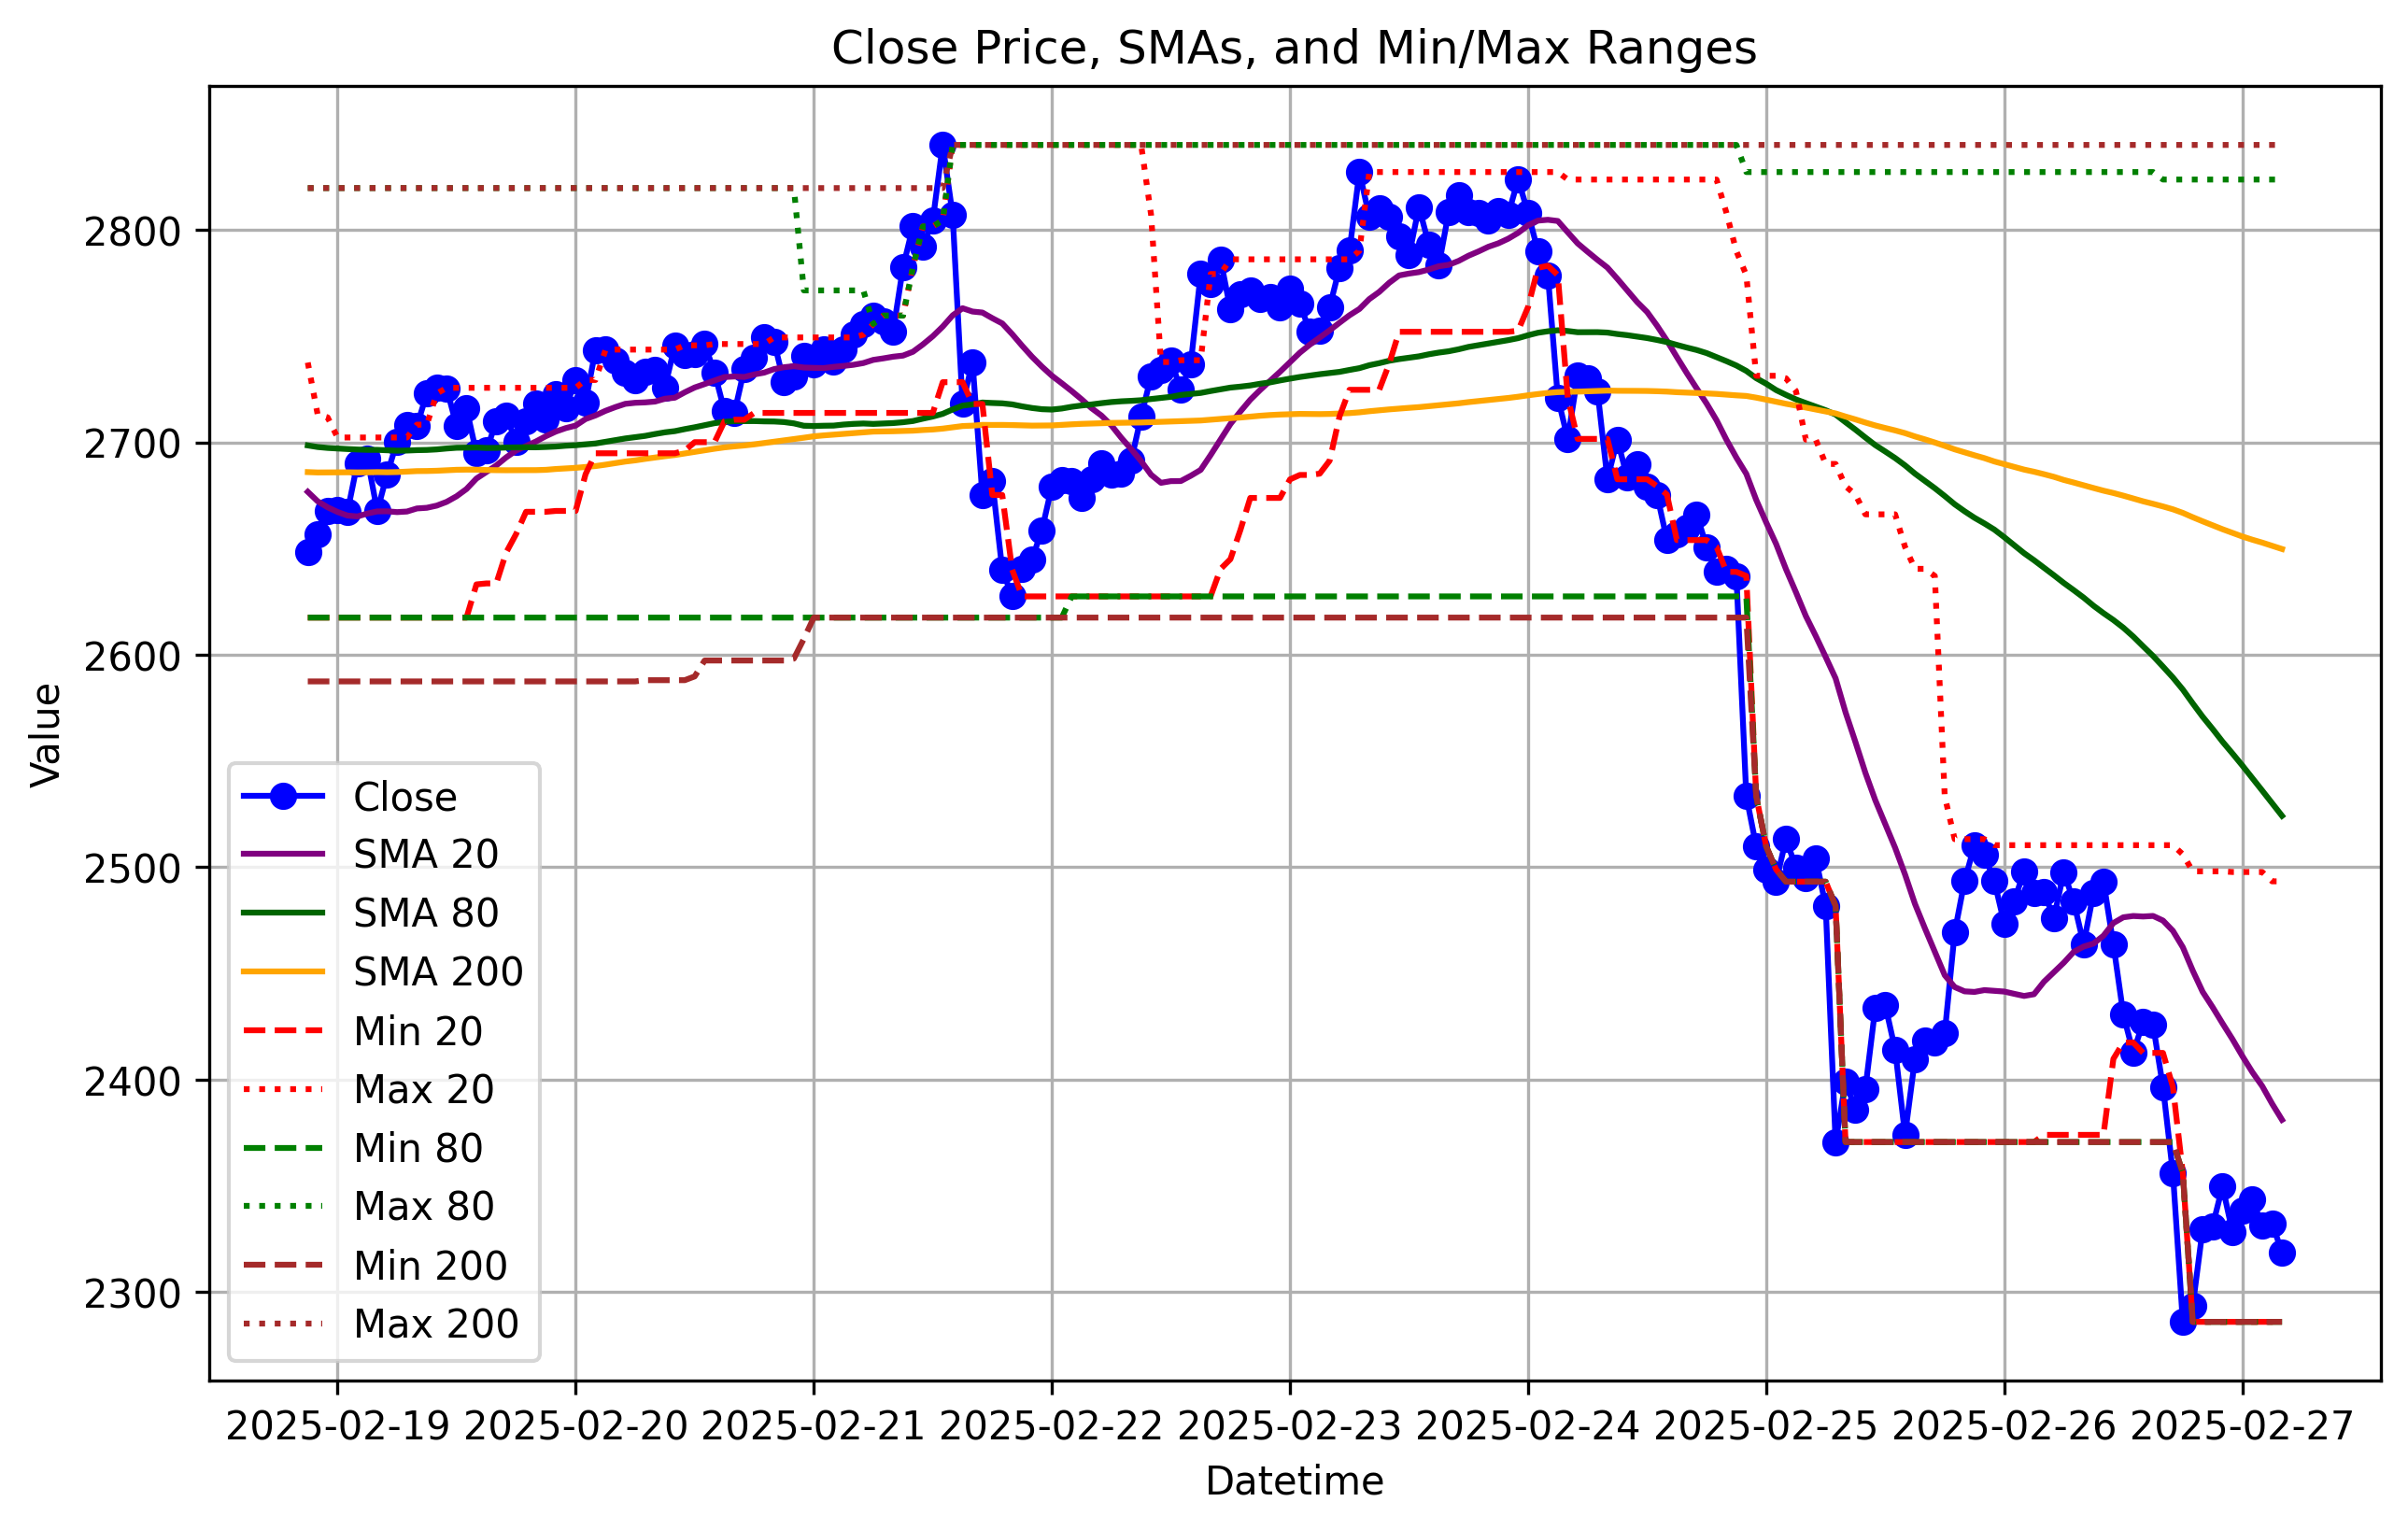 Close Price, SMAs, and Min/Max Ranges
Value
2800
2700
2600
2500
2400
2300
Close
SMA 20
SMA 80
SMA 200
Min 20
Max 20
Min 80
Max 80
Min 200
Max 200
2025-02-19 2025-02-20 2025-02-21 2025-02-22 2025-02-23 2025-02-24 2025-02-25 2025-02-26 2025-02-27
Datetime